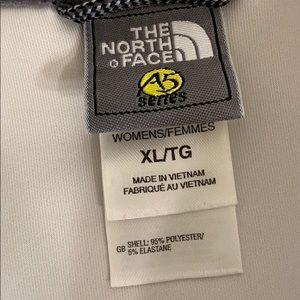 THE
NORTH
FACE
A5
series
WOMENS/FEMMES
XL/TG
MADE IN VIETNAM
FABRIQUÉ AU VIETNAM
GB SHELL: 95% POLYESTER/
5% ELASTANE